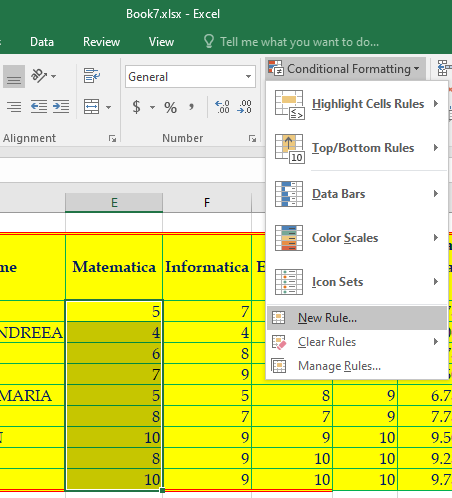 Book7.xlsx - Excel
Data Review View Tell me what you want to do...
General
Conditional Formatting
$ % , .0 .00
Alignment Number
Highlight Cells Rules
Top/Bottom Rules
Data Bars
Color Scales
Icon Sets
New Rule...
Clear Rules
Manage Rules...
E F
me Matematica Informatica E
5 7
NDREEA 4 4
6 8
7 9
MARIA 5 5 8 9 6.7
8 7 7 9 7.7
N 10 9 9 10 9.5
8 9 10 10 9.2
10 9 10 10 9.7